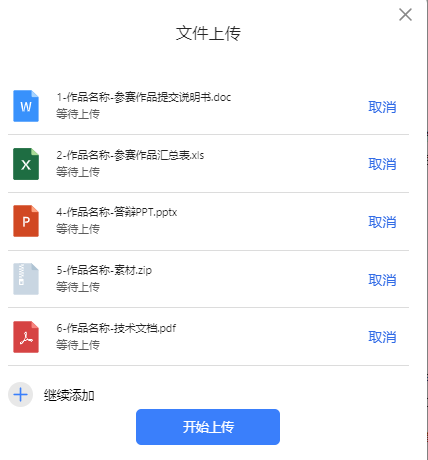 文件上传
1-作品名称-参赛作品提交说明书.doc
等待上传
取消
2-作品名称-参赛作品汇总表.xls
等待上传
取消
4-作品名称-答辩PPT.pptx
等待上传
取消
5-作品名称-素材.zip
等待上传
取消
6-作品名称-技术文档.pdf
等待上传
取消
继续添加
开始上传